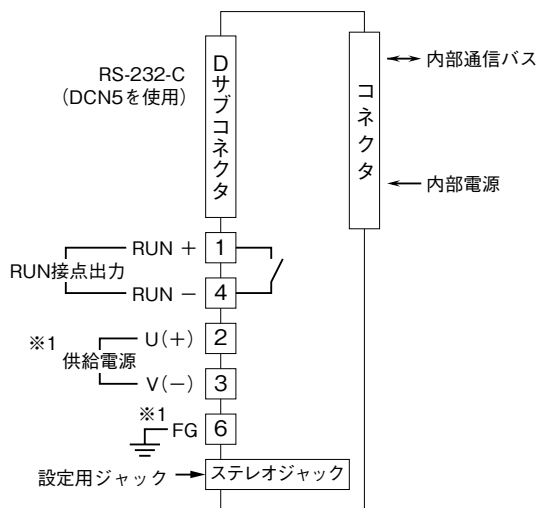 RS-232-C
（DCN5を使用）
Dサブコネクタ
コネクタ
内部通信バス
内部電源
RUN +
1
RUN接点出力
RUN −
4
※1
U(+)
2
供給電源
V(−)
3
※1
FG
6
設定用ジャック
ステレオジャック